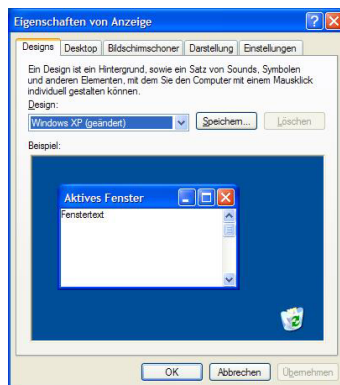 Eigenschaften von Anzeige
Designs Desktop Bildschirmschoner Darstellung Einstellungen
Ein Design ist ein Hintergrund, sowie ein Satz von Sounds, Symbolen
und anderen Elementen, mit dem Sie den Computer mit einem Mausklick
individuell gestalten können.
Design:
Windows XP (geändert) Speichern... Löschen
Beispiel:
Aktives Fenster
Fenstertext
OK Abbrechen Übernehmen